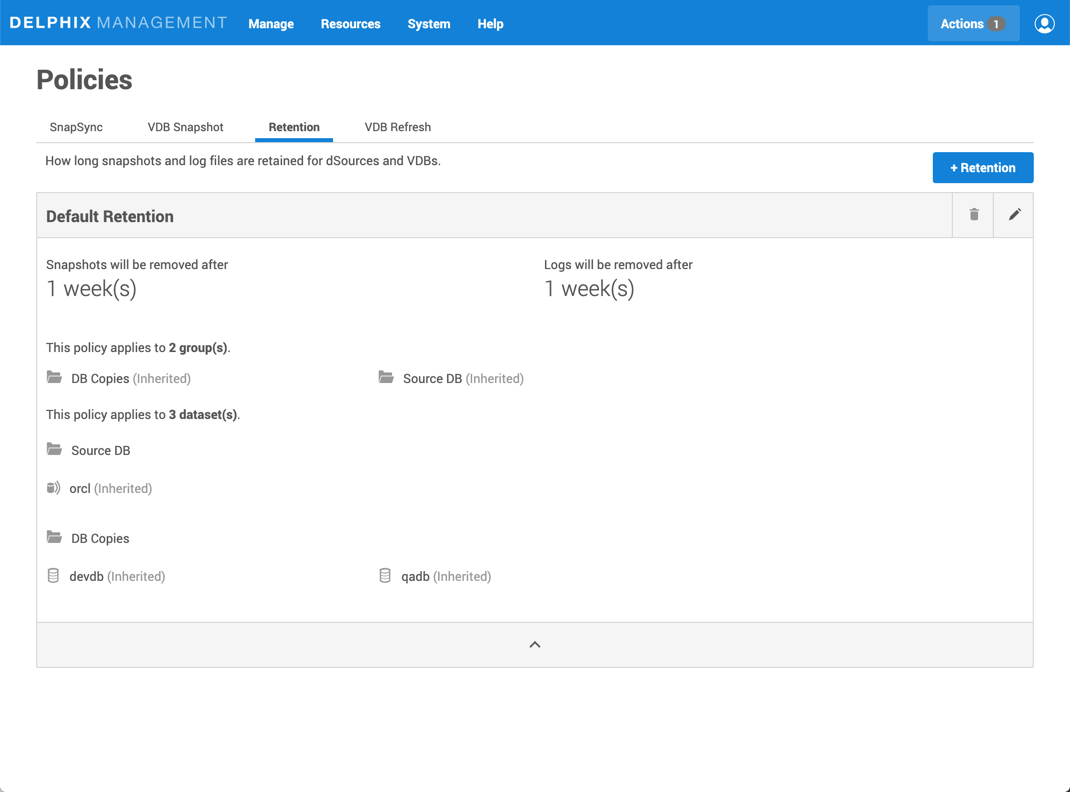 DELPHIX MANAGEMENT Manage Resources System Help Actions 1
Policies
SnapSync VDB Snapshot Retention VDB Refresh
How long snapshots and log files are retained for dSources and VDBs.
+ Retention
Default Retention
Snapshots will be removed after Logs will be removed after
1 week(s) 1 week(s)
This policy applies to 2 group(s).
DB Copies (Inherited) Source DB (Inherited)
This policy applies to 3 dataset(s).
Source DB
orcl (Inherited)
DB Copies
devdb (Inherited) qadb (Inherited)